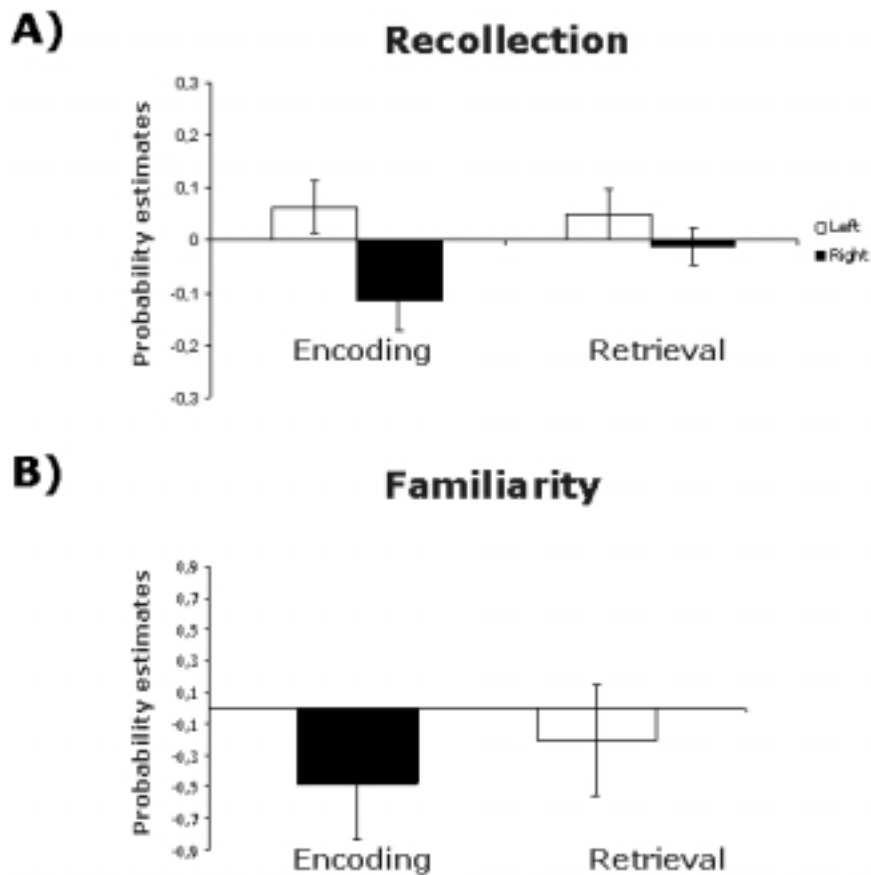 A)
Recollection
Probability estimates
0,3
0,2
0,1
0
-0,1
-0,2
-0,3
Encoding
Retrieval
Left
Right
B)
Familiarity
Probability estimates
0,9
0,7
0,5
0,3
0,1
-0,1
-0,3
-0,5
-0,7
-0,9
Encoding
Retrieval